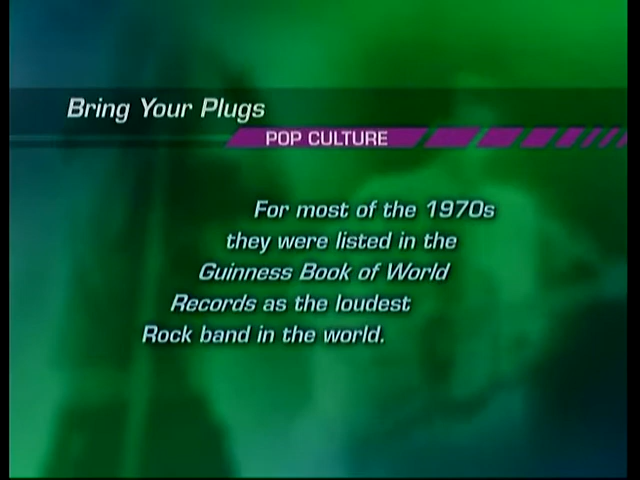 Bring Your Plugs
POP CULTURE
For most of the 1970s
they were listed in the
Guinness Book of World
Records as the loudest
Rock band in the world.